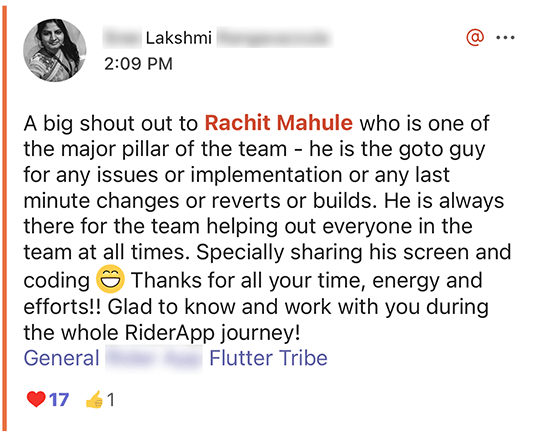 Lakshmi
2:09 PM
A big shout out to Rachit Mahule who is one of
the major pillar of the team - he is the goto guy
for any issues or implementation or any last
minute changes or reverts or builds. He is always
there for the team helping out everyone in the
team at all times. Specially sharing his screen and
coding 😄 Thanks for all your time, energy and
efforts!! Glad to know and work with you during
the whole RiderApp journey!
General Flutter Tribe
❤️ 17 👍 1